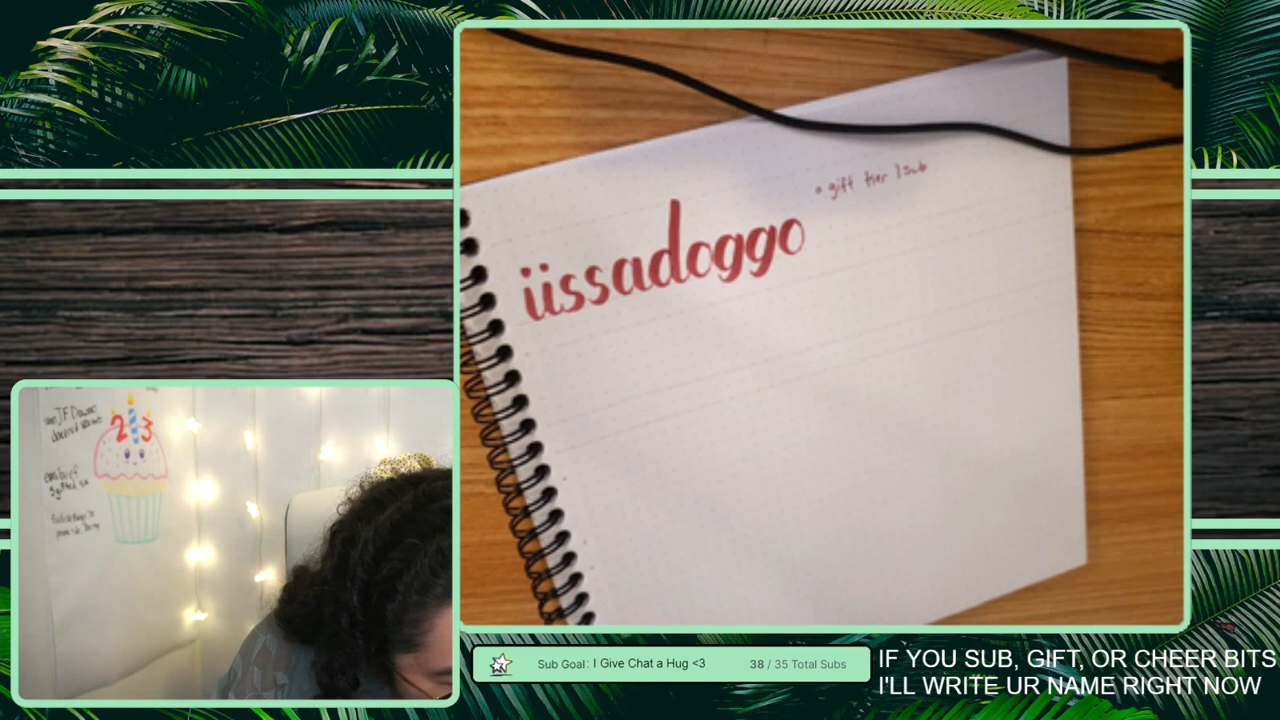 • gift tier 1 sub
iissadoggo
23
Sub Goal: I Give Chat a Hug <3
38 / 35 Total Subs
IF YOU SUB, GIFT, OR CHEER BITS
I'LL WRITE UR NAME RIGHT NOW